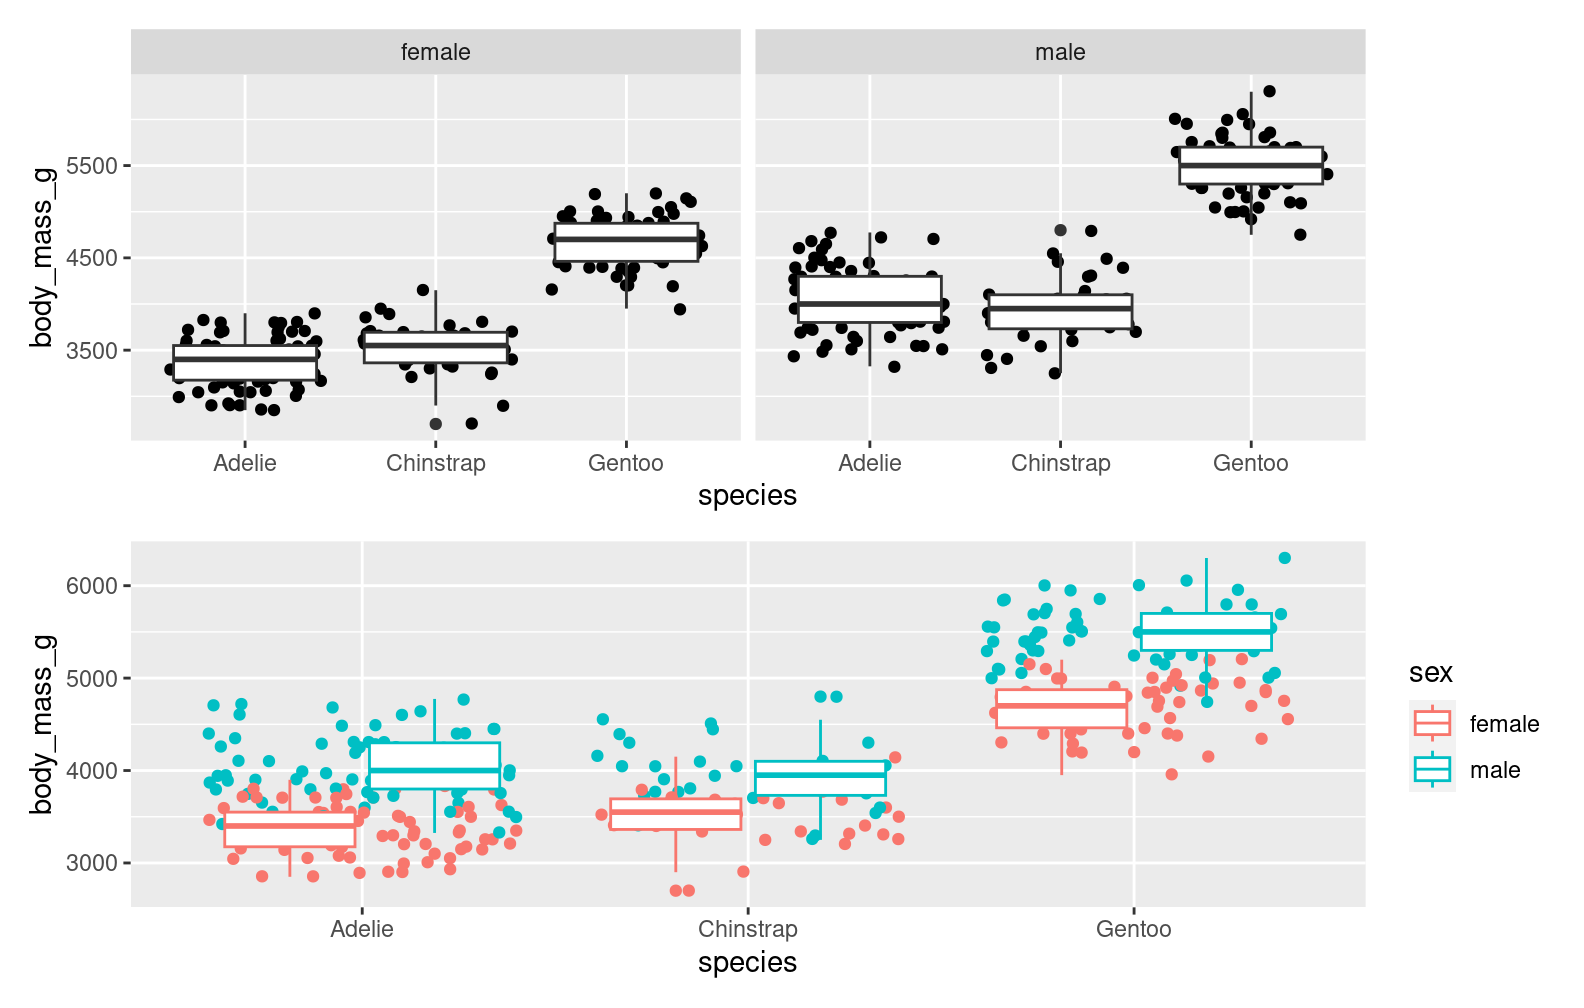 female male
body_mass_g
5500
4500
3500
Adelie Chinstrap Gentoo Adelie Chinstrap Gentoo
species
body_mass_g
6000
5000
4000
3000
Adelie Chinstrap Gentoo
species
sex
female
male